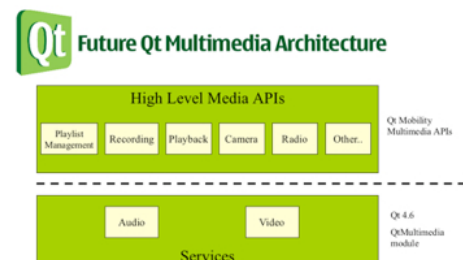 Qt Future Qt Multimedia Architecture
High Level Media APIs
Playlist
Management
Recording
Playback
Camera
Radio
Other...
Qt Mobility
Multimedia APIs
Audio
Video
Services
Qt 4.6
QtMultimedia
module